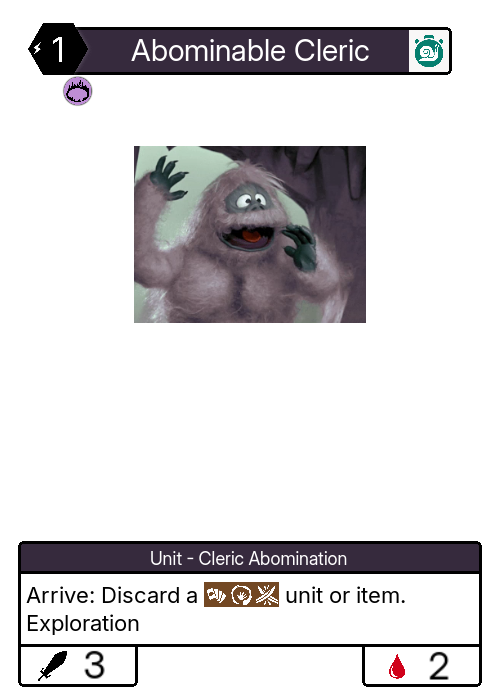 1
Abominable Cleric
Unit - Cleric Abomination
Arrive: Discard a unit or item.
Exploration
3
2